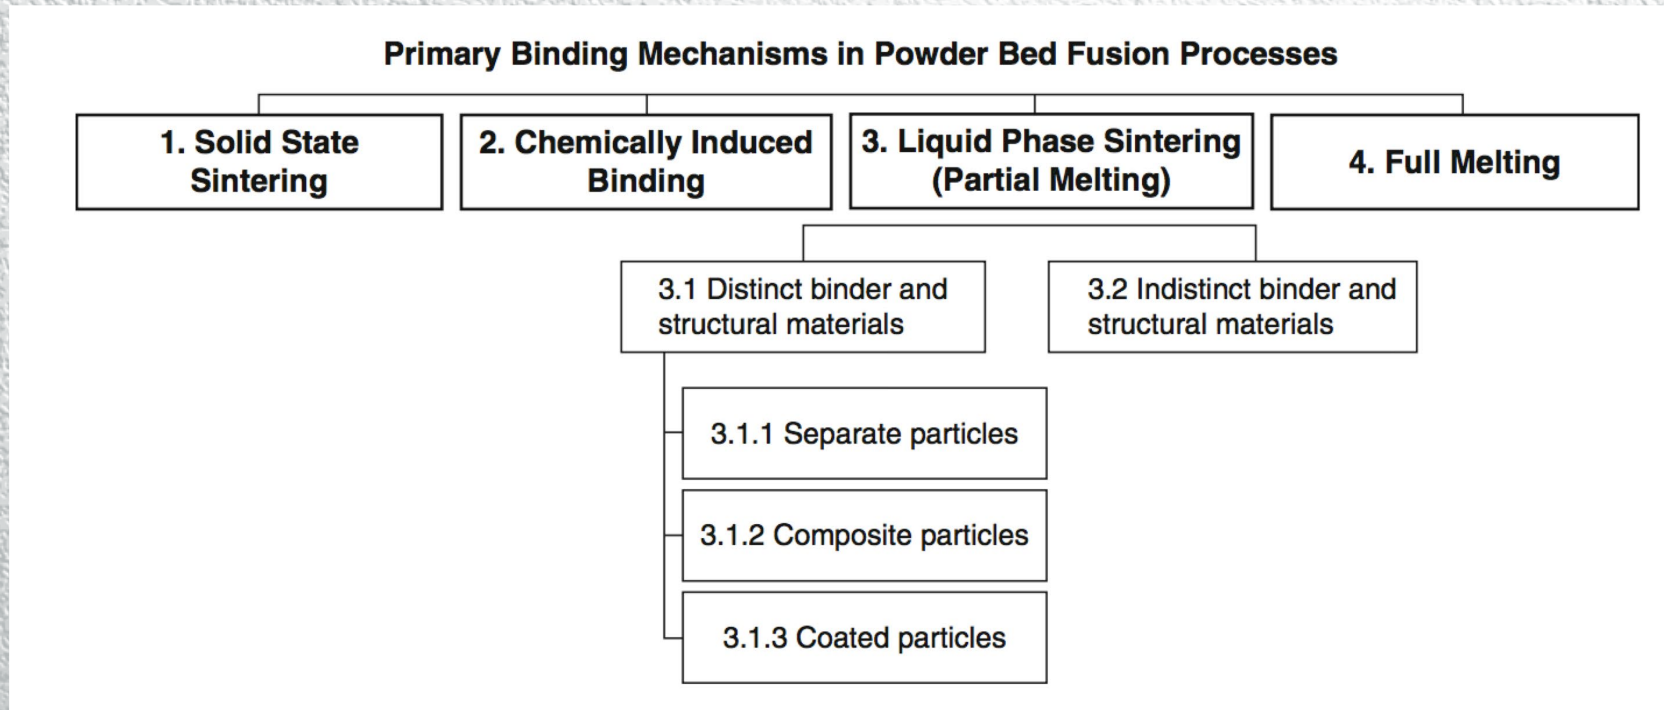 Primary Binding Mechanisms in Powder Bed Fusion Processes
1. Solid State
Sintering
2. Chemically Induced
Binding
3. Liquid Phase Sintering
(Partial Melting)
4. Full Melting
3.1 Distinct binder and
structural materials
3.2 Indistinct binder and
structural materials
3.1.1 Separate particles
3.1.2 Composite particles
3.1.3 Coated particles